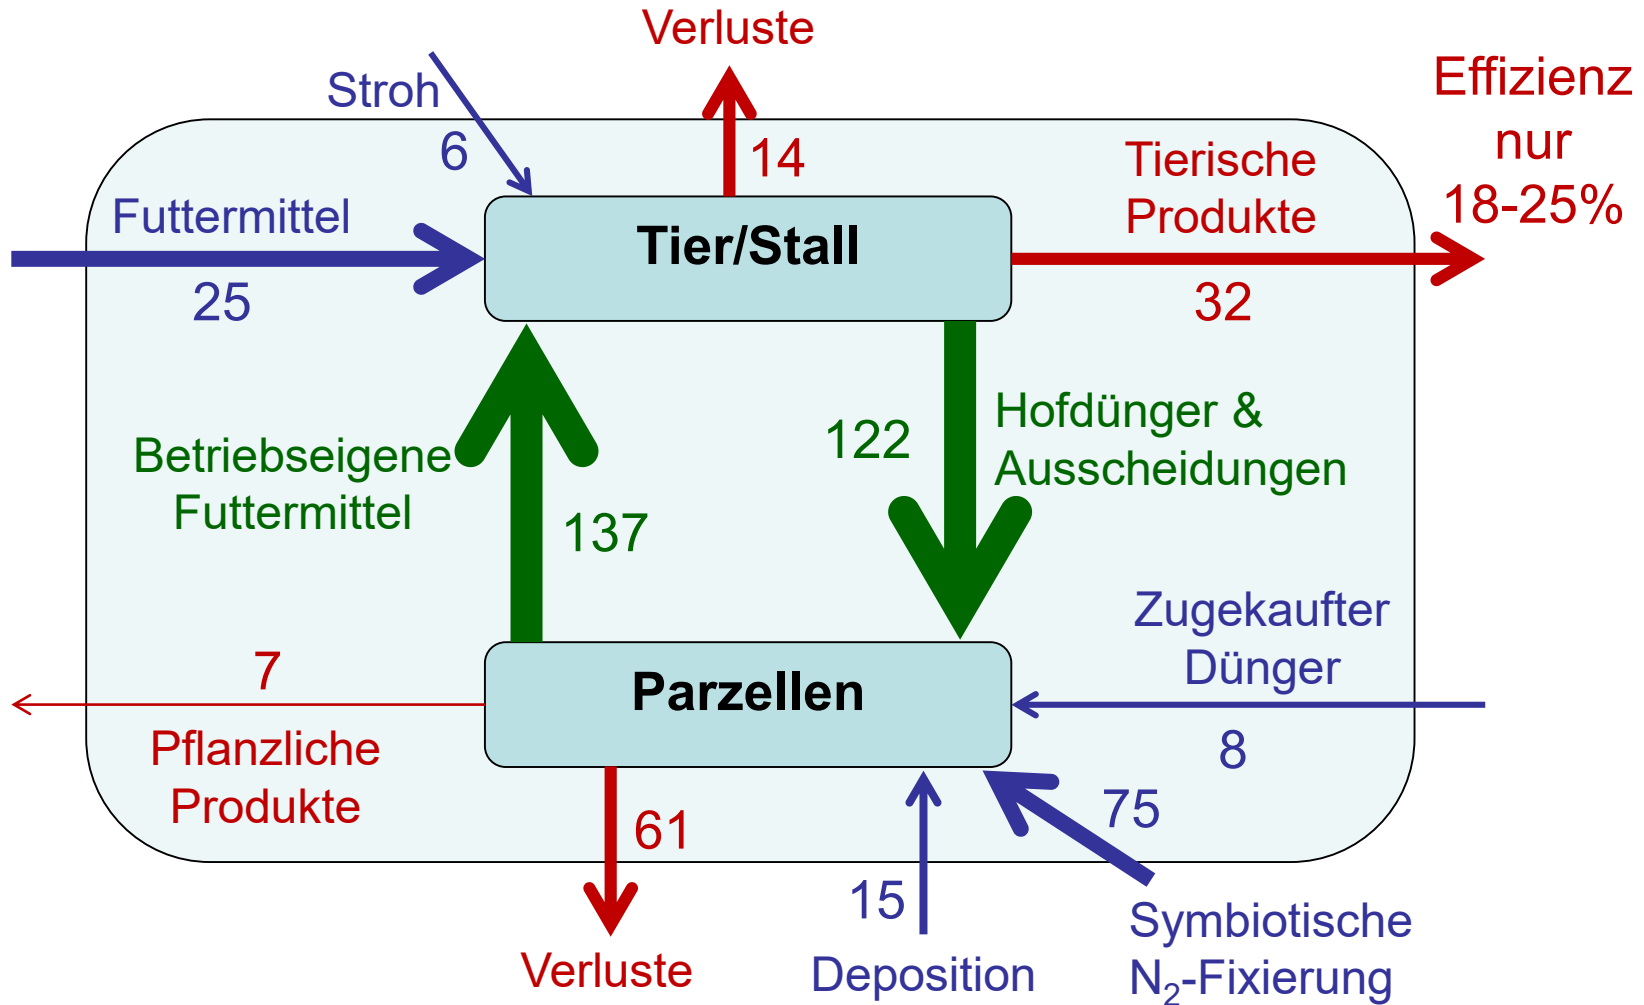 Verluste
Stroh
6
14
Effizienz
nur
18-25%
Tierische
Produkte
32
Futtermittel
25
Tier/Stall
Betriebseigene
Futtermittel
137
122
Hofdünger &
Ausscheidungen
Zugekaufter
Dünger
8
7
Pflanzliche
Produkte
Parzellen
61
Verluste
15
Deposition
75
Symbiotische
N₂-Fixierung